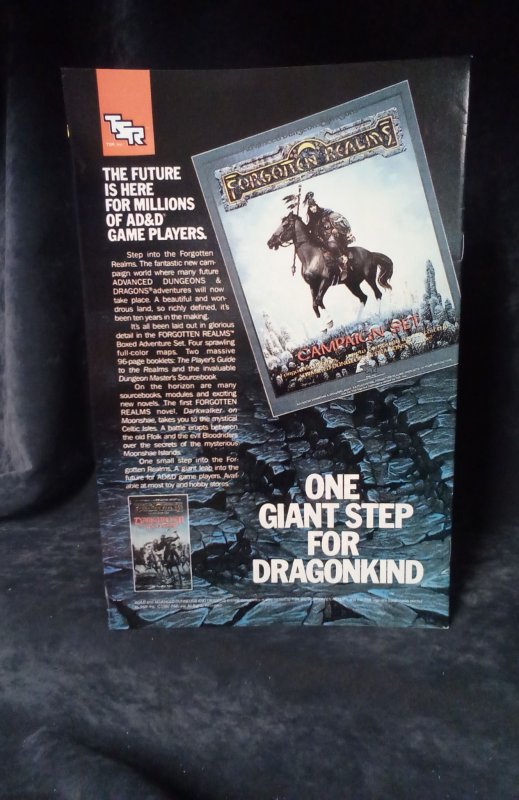 TSR
TSR, Inc.
THE FUTURE
IS HERE
FOR MILLIONS
OF AD&D™
GAME PLAYERS.
Step into the Forgotten
Realms. The fantastic new cam-
paign world where many future
ADVANCED DUNGEONS &
DRAGONS® adventures will now
take place. A beautiful and won-
drous land, so richly defined, it's
been ten years in the making.
It's all been laid out in glorious
detail in the FORGOTTEN REALMS™
Boxed Adventure Set. Four sprawling
full-color maps. Two massive
96-page booklets: The Player's Guide
to the Realms and the invaluable
Dungeon Master's Sourcebook.
On the horizon are many
sourcebooks, modules and exciting
new novels. The first FORGOTTEN
REALMS novel, Darkwalker on
Moonshae, takes you to the mystical
Celtic Isles. A battle erupts between
the old Ffolk and the evil Bloodriders
over the secrets of the mysterious
Moonshae Islands.
One small step into the For-
gotten Realms. A giant leap into the
future for AD&D game players. Avail-
able at most toy and hobby stores.
FORGOTTEN REALMS
CAMPAIGN SET
FORGOTTEN REALMS
DARKWALKER
ONE
GIANT STEP
FOR
DRAGONKIND